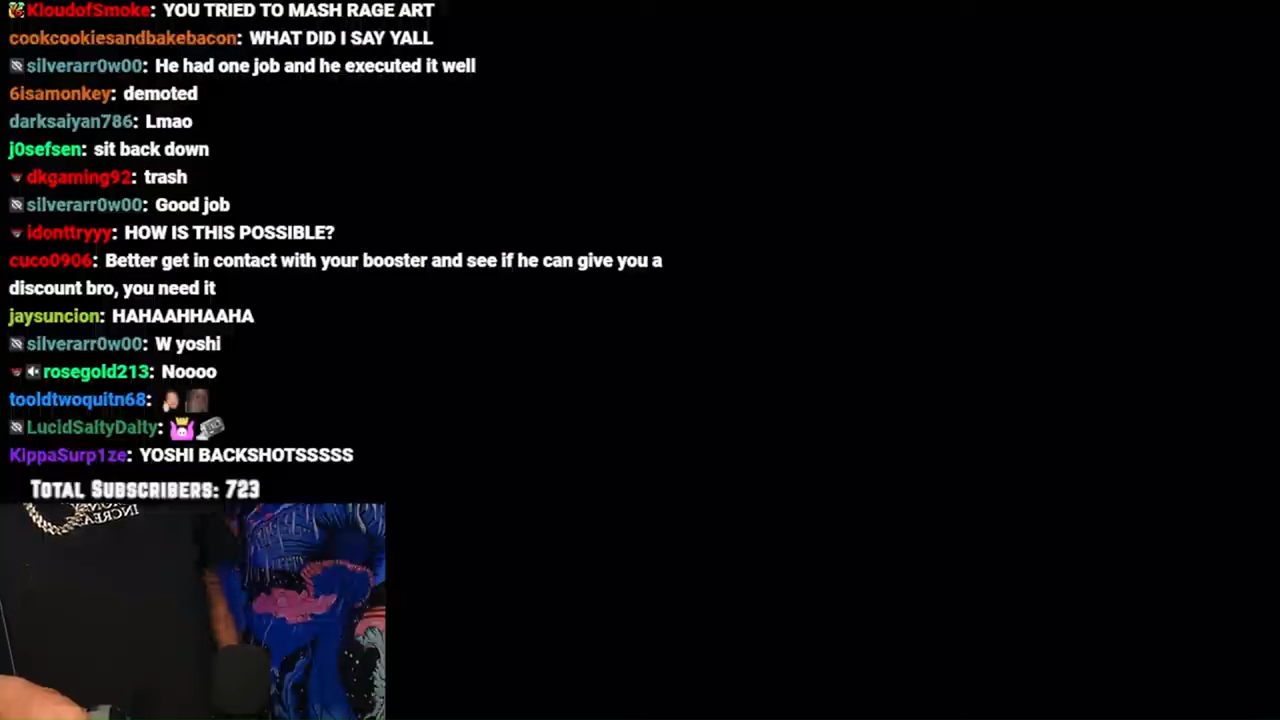 KloudofSmoke: YOU TRIED TO MASH RAGE ART
cookcookiesandbakebacon: WHAT DID I SAY YALL
silverarr0w00: He had one job and he executed it well
6isamonkey: demoted
darksaiyan786: Lmao
j0sefsen: sit back down
dkgaming92: trash
silverarr0w00: Good job
idonttryyy: HOW IS THIS POSSIBLE?
cuco0906: Better get in contact with your booster and see if he can give you a
discount bro, you need it
jaysuncion: HAHAAHHAAHA
silverarr0w00: W yoshi
rosegold213: Noooo
tooldtwoquitn68:
LucidSaltyDalty:
KippaSurp1ze: YOSHI BACKSHOTSSSSS
TOTAL SUBSCRIBERS: 723